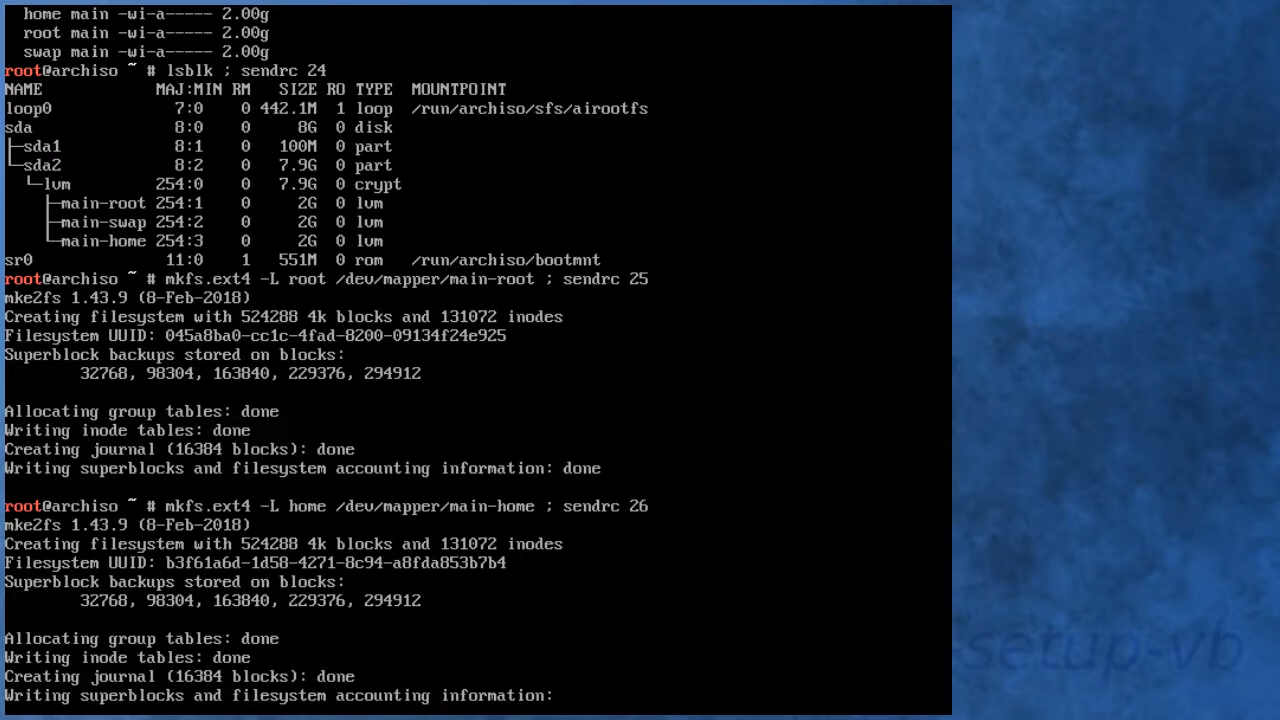 home main -wi-a----- 2.00g
root main -wi-a----- 2.00g
swap main -wi-a----- 2.00g
root@archiso ~ # lsblk ; sendrc 24
NAME              MAJ:MIN RM   SIZE RO TYPE  MOUNTPOINT
loop0               7:0    0 442.1M  1 loop  /run/archiso/sfs/airootfs
sda                 8:0    0     8G  0 disk
├─sda1              8:1    0   100M  0 part
└─sda2              8:2    0   7.9G  0 part
  └─lvm           254:0    0   7.9G  0 crypt
    ├─main-root 254:1    0     2G  0 lvm
    ├─main-swap 254:2    0     2G  0 lvm
    └─main-home 254:3    0     2G  0 lvm
sr0                11:0    1   551M  0 rom   /run/archiso/bootmnt
root@archiso ~ # mkfs.ext4 -L root /dev/mapper/main-root ; sendrc 25
mke2fs 1.43.9 (8-Feb-2018)
Creating filesystem with 524288 4k blocks and 131072 inodes
Filesystem UUID: 045a8ba0-cc1c-4fad-8200-09134f24e925
Superblock backups stored on blocks:
32768, 98304, 163840, 229376, 294912
Allocating group tables: done
Writing inode tables: done
Creating journal (16384 blocks): done
Writing superblocks and filesystem accounting information: done
root@archiso ~ # mkfs.ext4 -L home /dev/mapper/main-home ; sendrc 26
mke2fs 1.43.9 (8-Feb-2018)
Creating filesystem with 524288 4k blocks and 131072 inodes
Filesystem UUID: b3f61a6d-1d58-4271-8c94-a8fda853b7b4
Superblock backups stored on blocks:
32768, 98304, 163840, 229376, 294912
Allocating group tables: done
Writing inode tables: done
Creating journal (16384 blocks): done
Writing superblocks and filesystem accounting information:
setup-vb